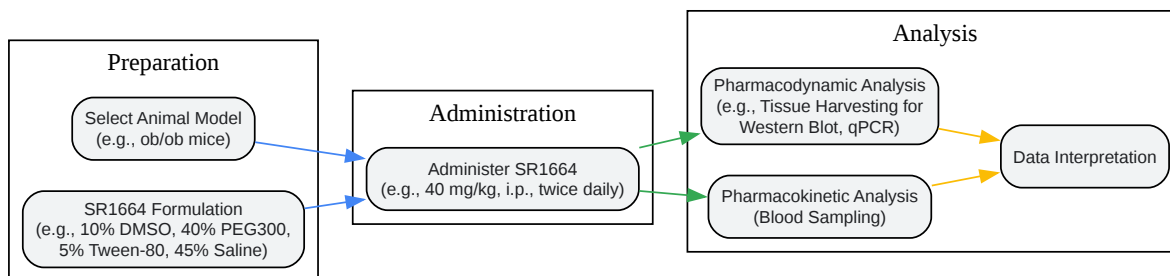 Preparation
Select Animal Model
(e.g., ob/ob mice)
SR1664 Formulation
(e.g., 10% DMSO, 40% PEG300,
5% Tween-80, 45% Saline)
Administration
Administer SR1664
(e.g., 40 mg/kg, i.p., twice daily)
Analysis
Pharmacodynamic Analysis
(e.g., Tissue Harvesting for
Western Blot, qPCR)
Pharmacokinetic Analysis
(Blood Sampling)
Data Interpretation